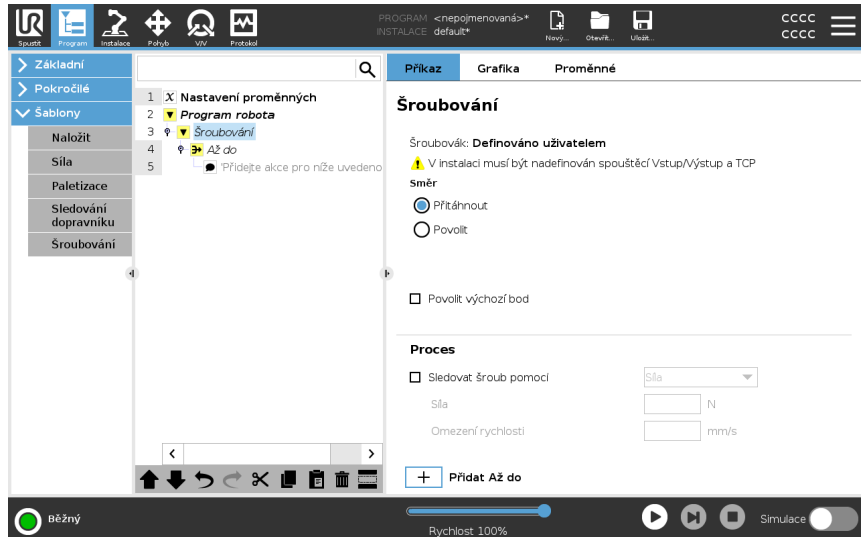 UR
PROGRAM <nepojmenovaná>*
INSTALACE default*
cccc
cccc
Spustit
Program
Instalace
Pohyb
V/V
Protokol
Nový...
Otevřít...
Uložit...
Základní
Pokročilé
Šablony
Naložit
Síla
Paletizace
Sledování
dopravníku
Šroubování
1 X Nastavení proměnných
2 Program robota
3 Šroubování
4 Až do
5 'Přidejte akce pro níže uvedeno
Příkaz
Grafika
Proměnné
Šroubování
Šroubovák: Definováno uživatelem
V instalaci musí být nadefinován spouštěcí Vstup/Výstup a TCP
Směr
Přitáhnout
Povolit
Povolit výchozí bod
Proces
Sledovat šroub pomocí
Síla
Síla
N
Omezení rychlosti
mm/s
+ Přidat Až do
Běžný
Rychlost 100%
Simulace